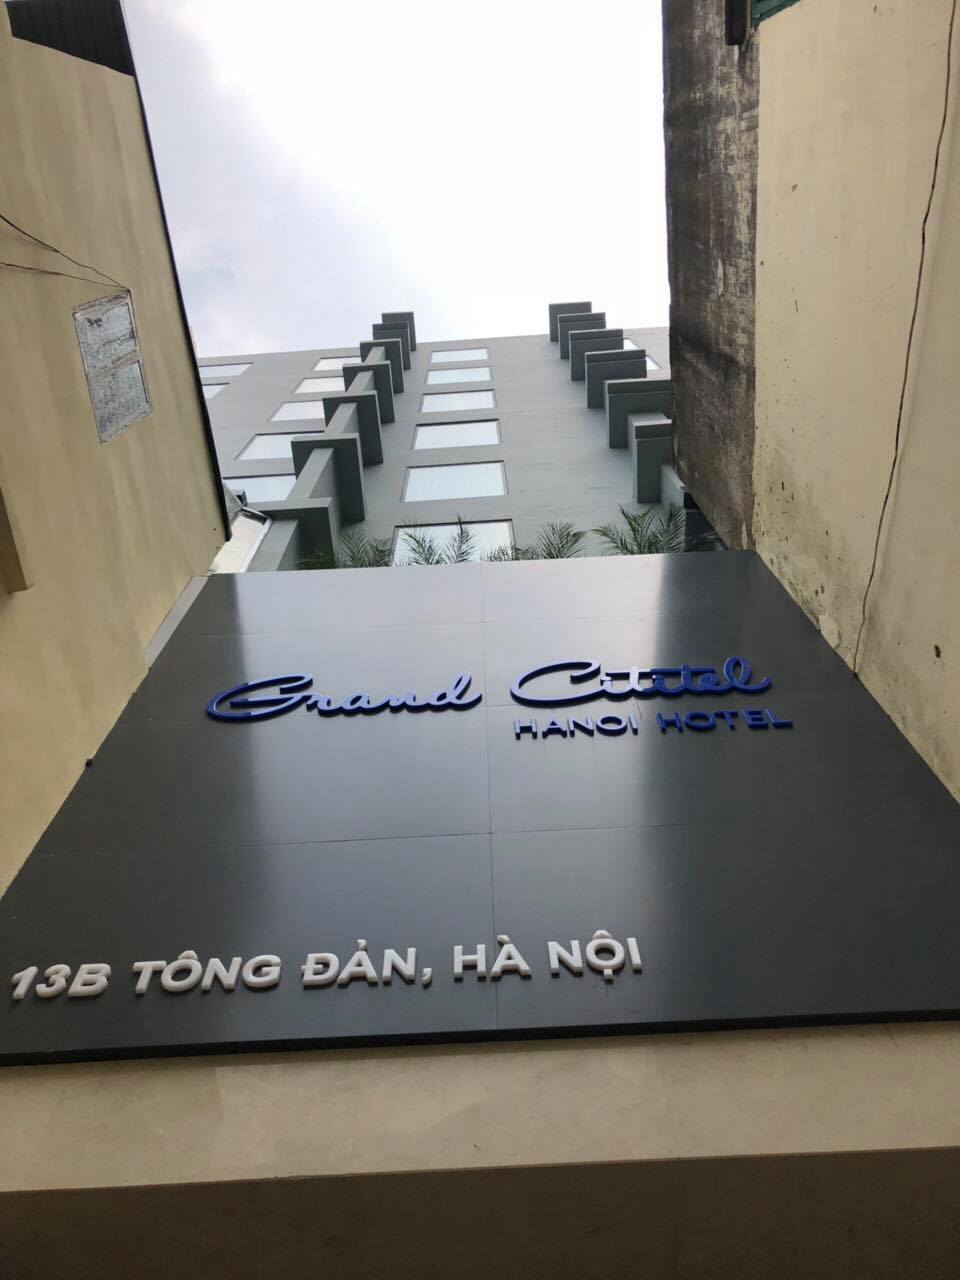 Grand Cititel
HANOI HOTEL
13B TÔNG ĐẢN, HÀ NỘI